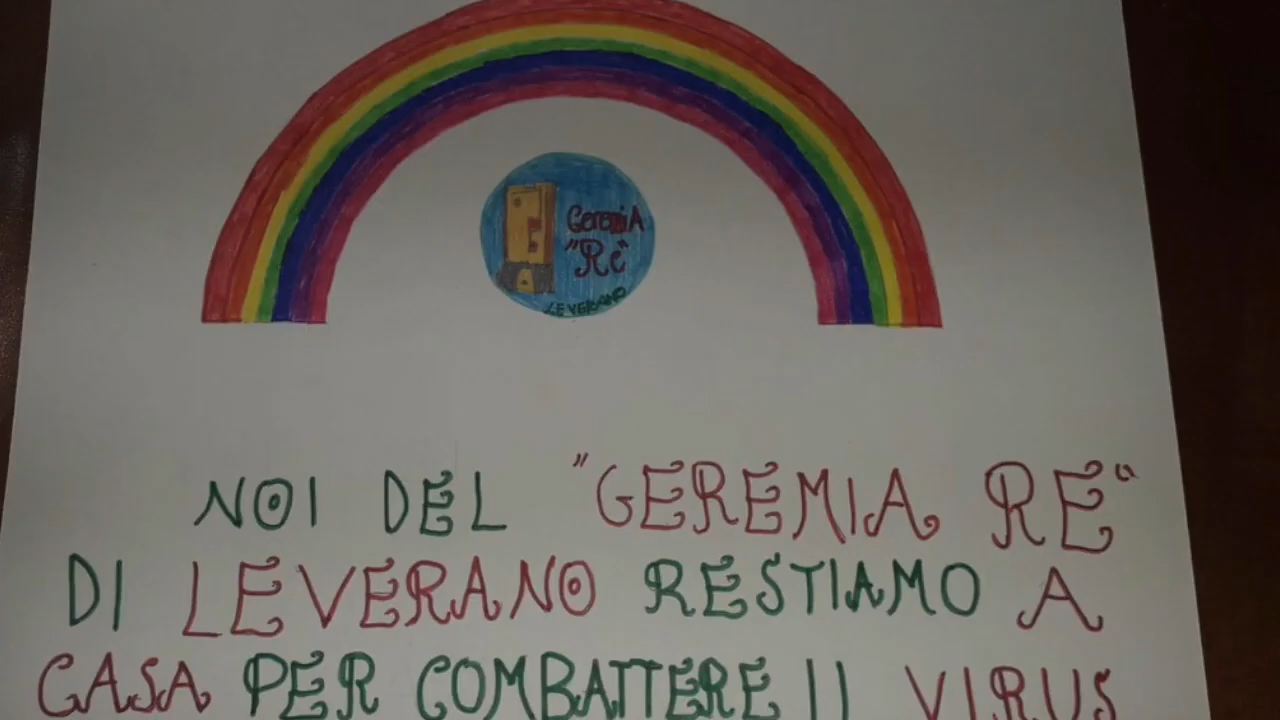 GeremiA
"Re"
LEVERANO
NOI DEL "GEREMIA RE"
DI LEVERANO RESTIAMO A
CASA PER COMBATTERE Il VIRUS